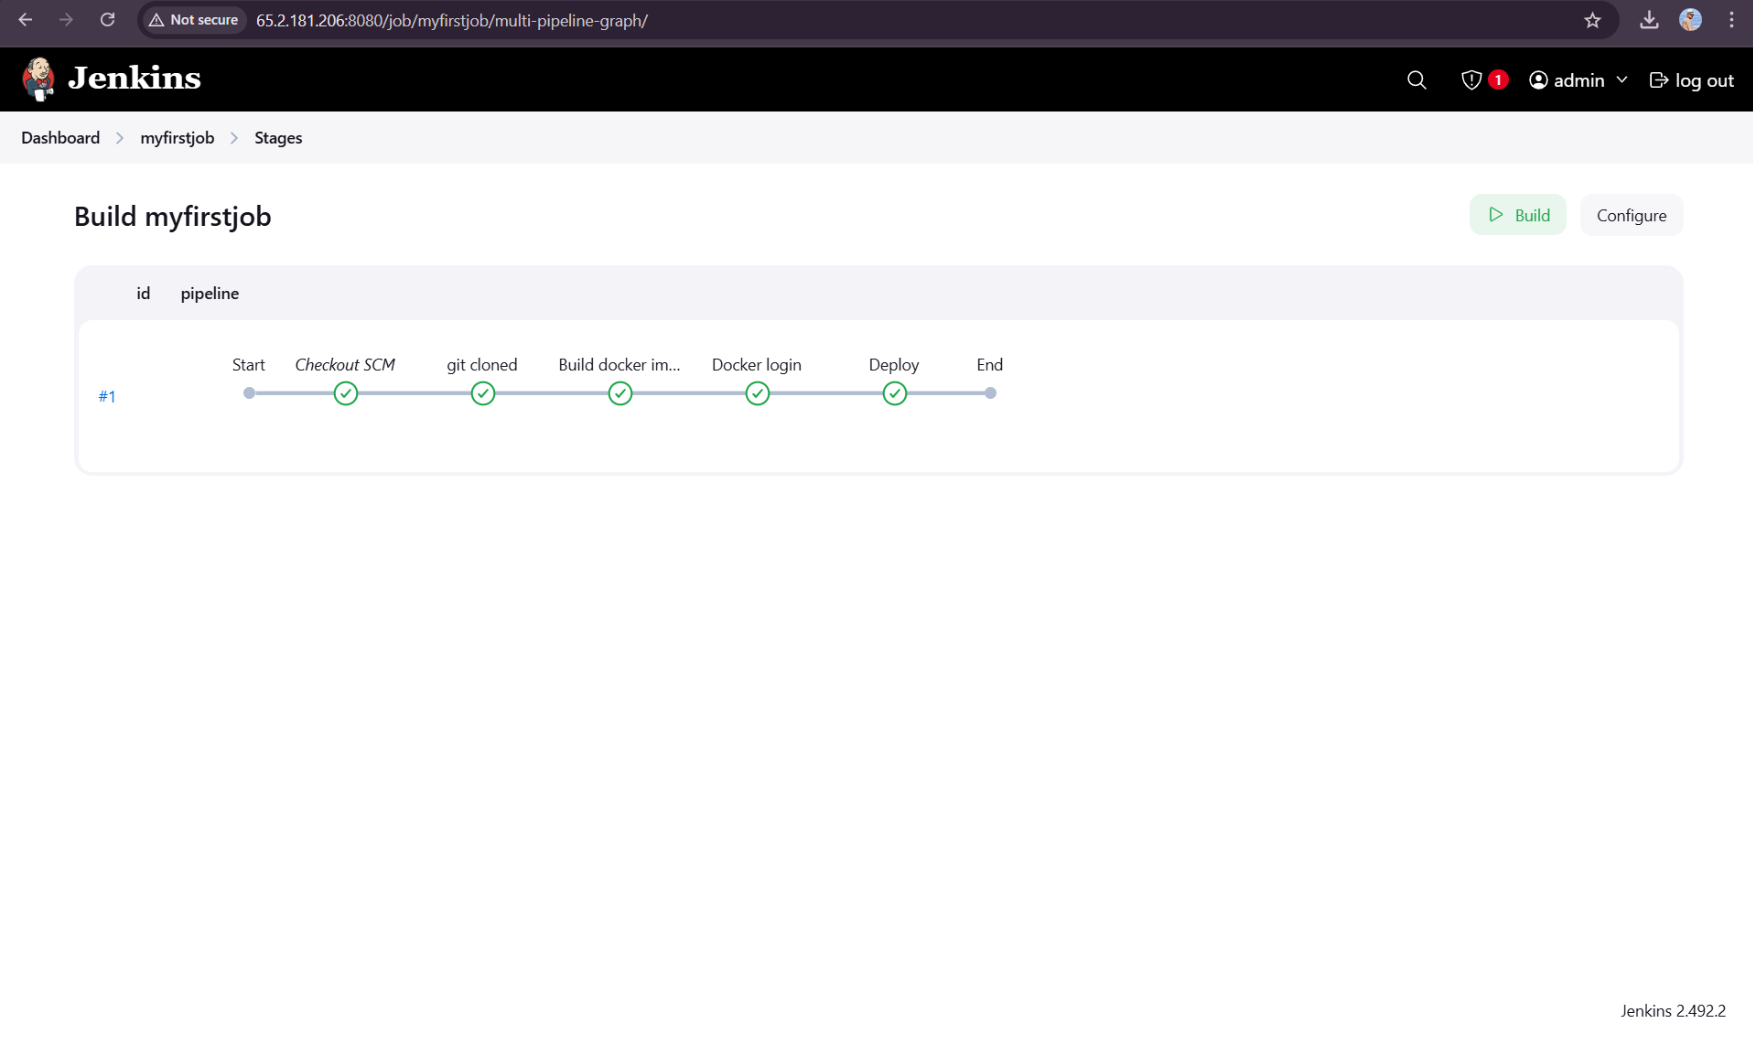 Not secure 65.2.181.206:8080/job/myfirstjob/multi-pipeline-graph/
Jenkins 1 admin log out
Dashboard myfirstjob Stages
Build myfirstjob Build Configure
id pipeline
Start Checkout SCM git cloned Build docker im... Docker login Deploy End
#1
Jenkins 2.492.2